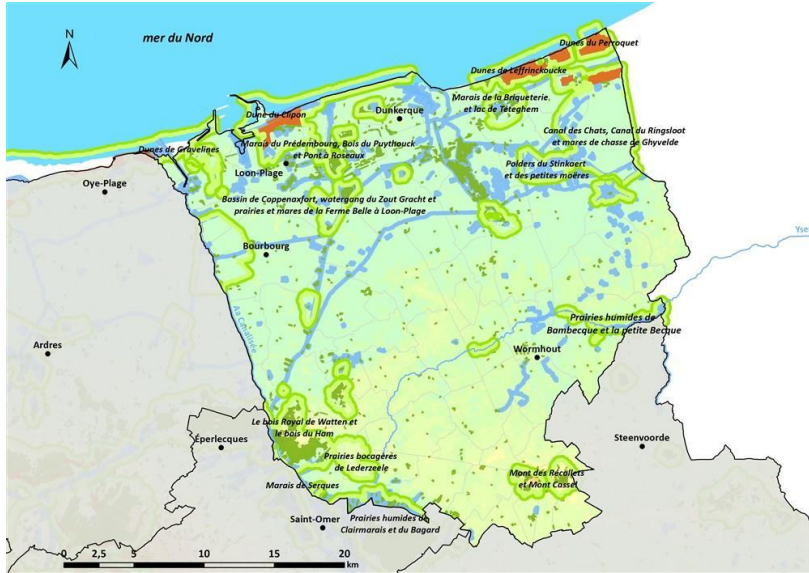 N
mer du Nord
Dunes du Perroquet
Dunes de Leffrinckoucke
Marais de la Briqueterie
et lac de Téteghem
Dune du Clipon
Dunkerque
Canal des Chats, Canal du Ringsloot
et mares de chasse de Ghyvelde
Dunes de Gravelines
Marais du Prédembourg, Bois du Puythouck
et Pont à Roseaux
Loon-Plage
Polders du Stinkaert
et des petites moëres
Oye-Plage
Bassin de Coppenaxfort, watergang du Zout Gracht et
prairies et mares de la Ferme Belle à Loon-Plage
Yser
Bourbourg
Aa Canalisée
Prairies humides de
Bambecque et la petite Becque
Ardres
Wormhout
Le bois Royal de Watten et
le bois du Ham
Éperlecques
Steenvoorde
Prairies bocagères
de Lederzeele
Mont des Récollets
et Mont Cassel
Marais de Serques
Saint-Omer
Prairies humides de
Clairmarais et du Bagard
0 2,5 5 10 15 20
km